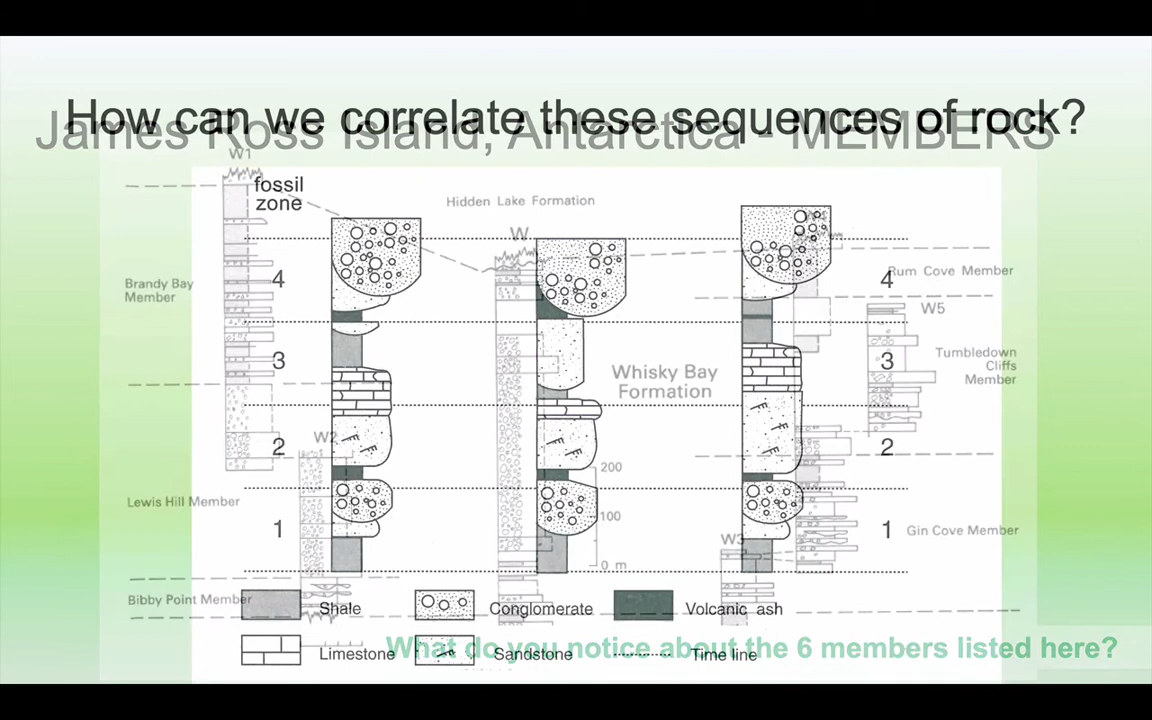 How can we correlate these sequences of rock?
James Ross Island, Antarctica - MEMBERS
W1
fossil
zone
Hidden Lake Formation
W
4
4
Rum Cove Member
Brandy Bay
Member
W5
3
3
Tumbledown
Cliffs
Member
Whisky Bay
Formation
W2
2
2
200
Lewis Hill Member
100
1
1
Gin Cove Member
W3
0 m
Bibby Point Member
Shale
Conglomerate
Volcanic ash
Limestone
Sandstone
Time line
What do you notice about the 6 members listed here?